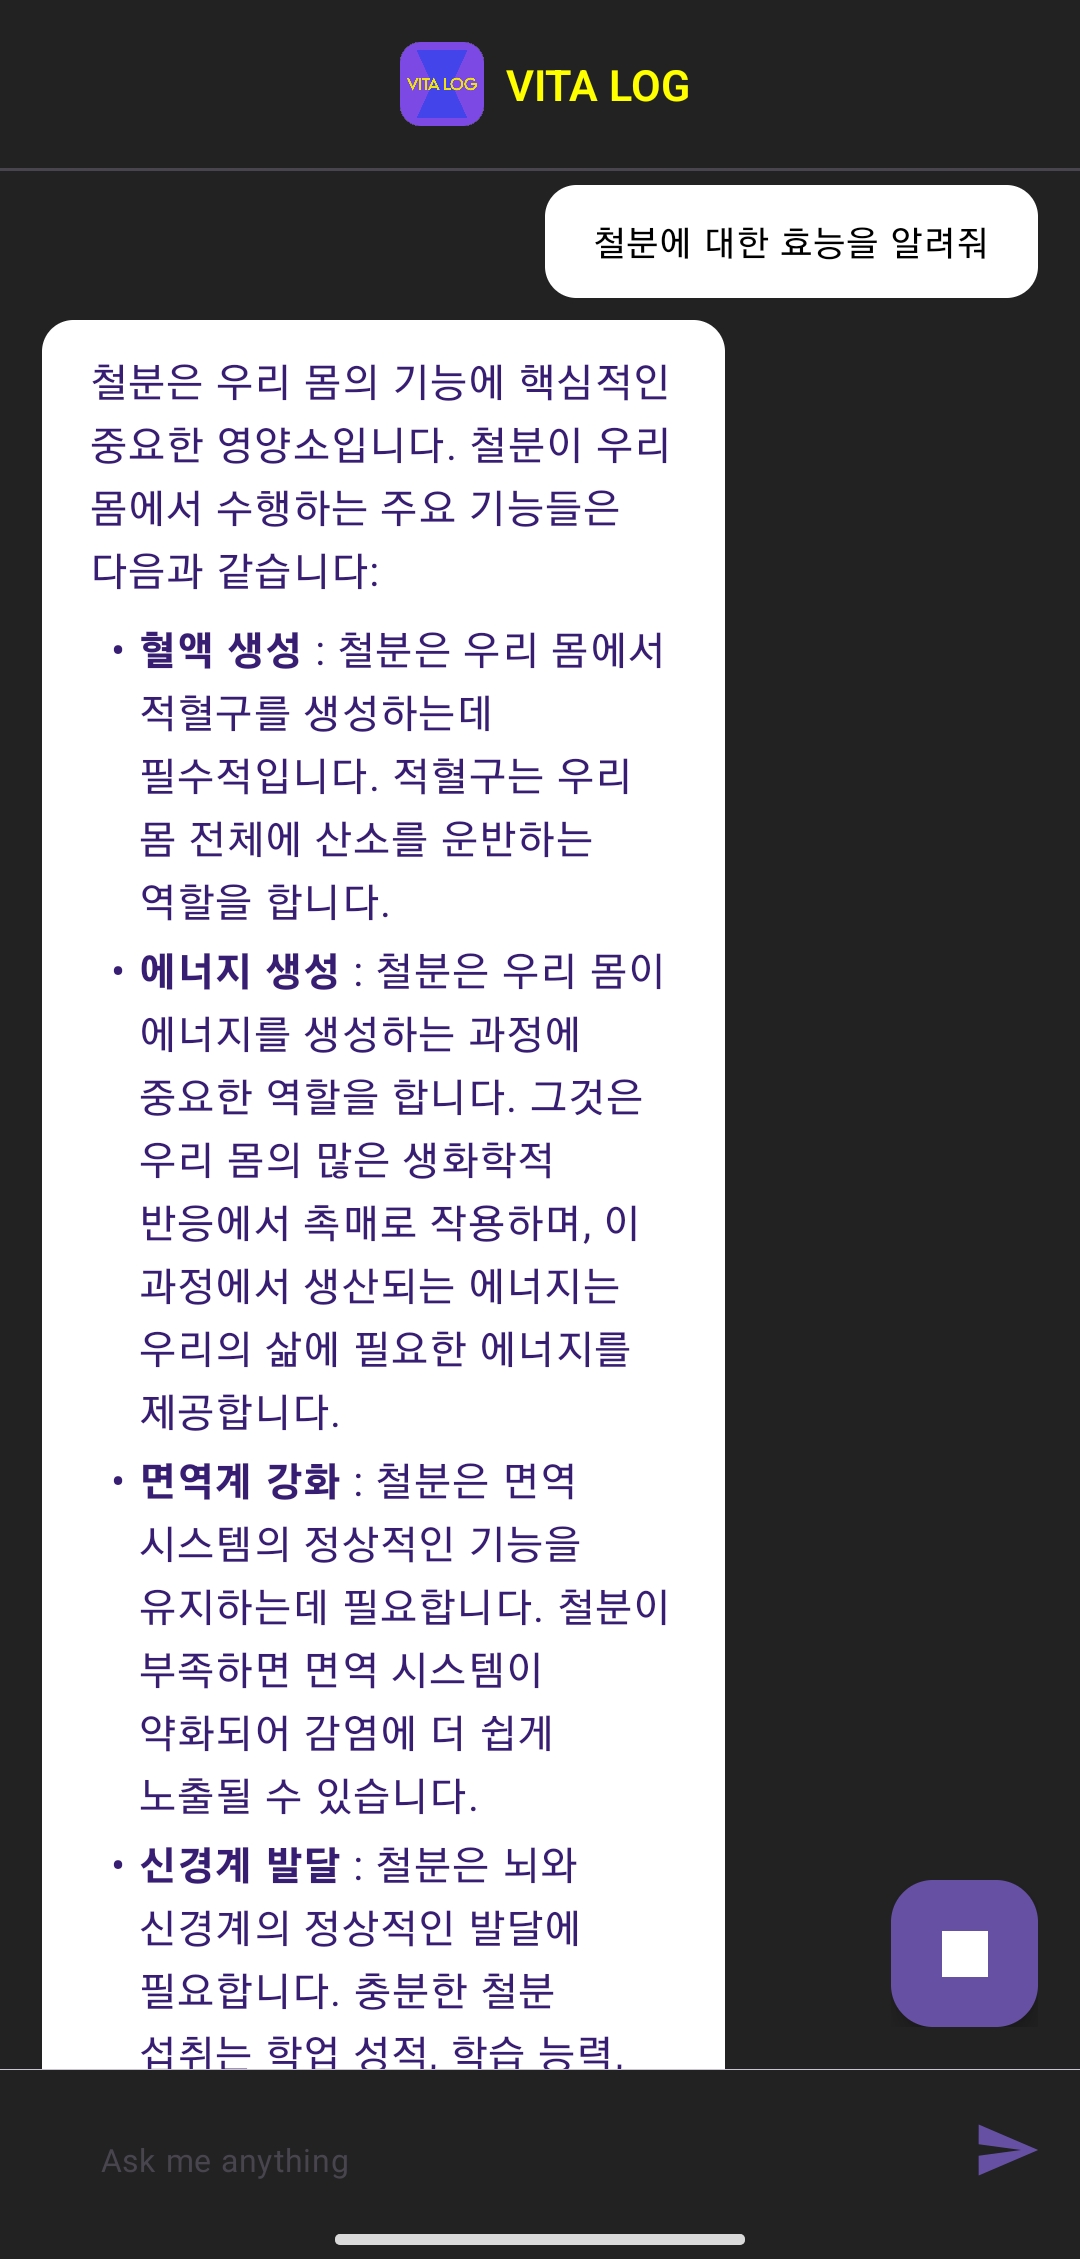 VITA LOG
VITA LOG
철분에 대한 효능을 알려줘
철분은 우리 몸의 기능에 핵심적인
중요한 영양소입니다. 철분이 우리
몸에서 수행하는 주요 기능들은
다음과 같습니다:
• 혈액 생성 : 철분은 우리 몸에서
적혈구를 생성하는데
필수적입니다. 적혈구는 우리
몸 전체에 산소를 운반하는
역할을 합니다.
• 에너지 생성 : 철분은 우리 몸이
에너지를 생성하는 과정에
중요한 역할을 합니다. 그것은
우리 몸의 많은 생화학적
반응에서 촉매로 작용하며, 이
과정에서 생산되는 에너지는
우리의 삶에 필요한 에너지를
제공합니다.
• 면역계 강화 : 철분은 면역
시스템의 정상적인 기능을
유지하는데 필요합니다. 철분이
부족하면 면역 시스템이
약화되어 감염에 더 쉽게
노출될 수 있습니다.
• 신경계 발달 : 철분은 뇌와
신경계의 정상적인 발달에
필요합니다. 충분한 철분
섭취는 학업 성적, 학습 능력,
Ask me anything